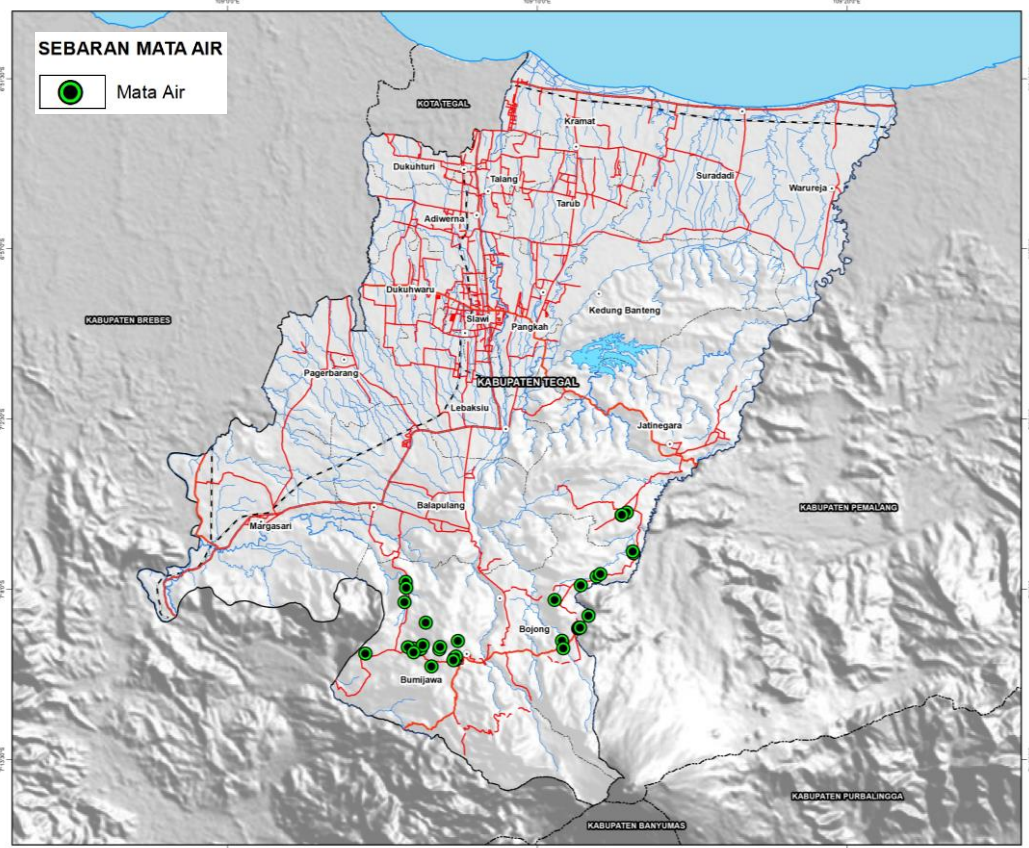 SEBARAN MATA AIR
Mata Air
KOTA TEGAL
Kramat
Dukuhturi
Talang
Suradadi
Warureja
Tarub
Adiwerna
Dukuhwaru
Kedung Banteng
Slawi
Pangkah
KABUPATEN BREBES
Pagerbarang
KABUPATEN TEGAL
Lebaksiu
Jatinegara
Balapulang
KABUPATEN PEMALANG
Margasari
Bojong
Bumijawa
KABUPATEN PURBALINGGA
KABUPATEN BANYUMAS